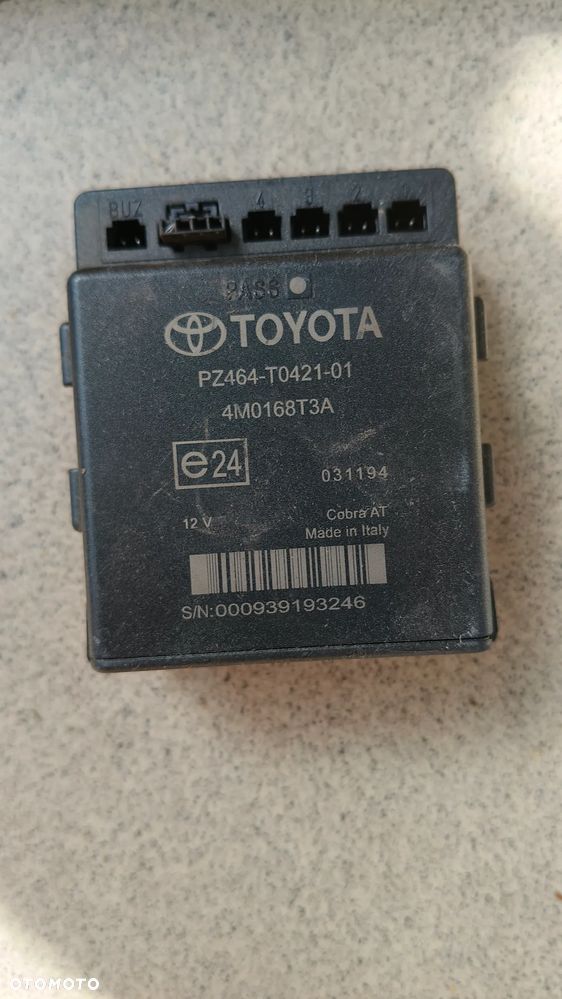 BUZ 4 3 2 1
PASS
TOYOTA
PZ464-T0421-01
4M0168T3A
e24
031194
12 V
Cobra AT
Made in Italy
S/N:000939193246
OTOMOTO